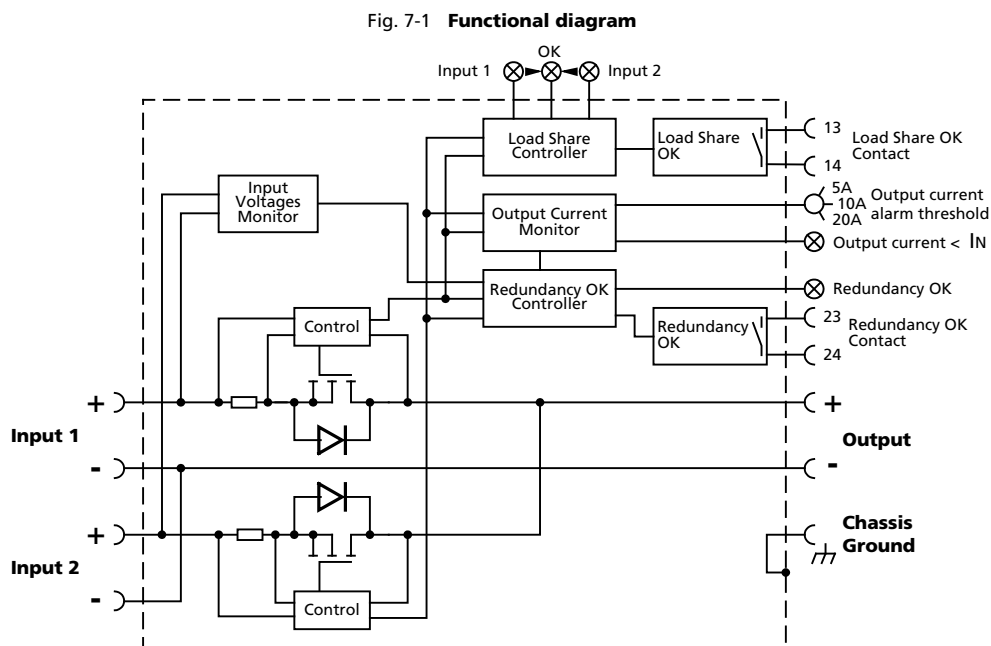 Fig. 7-1 Functional diagram
OK
Input 1
Input 2
Load Share
Controller
Load Share
OK
13
14
Load Share OK
Contact
Input
Voltages
Monitor
Output Current
Monitor
5A
10A
20A
Output current
alarm threshold
Output current < IN
Redundancy OK
Controller
Redundancy OK
Redundancy
OK
23
24
Redundancy OK
Contact
Control
+
Input 1
-
+
Output
-
+
Input 2
-
Control
Chassis
Ground